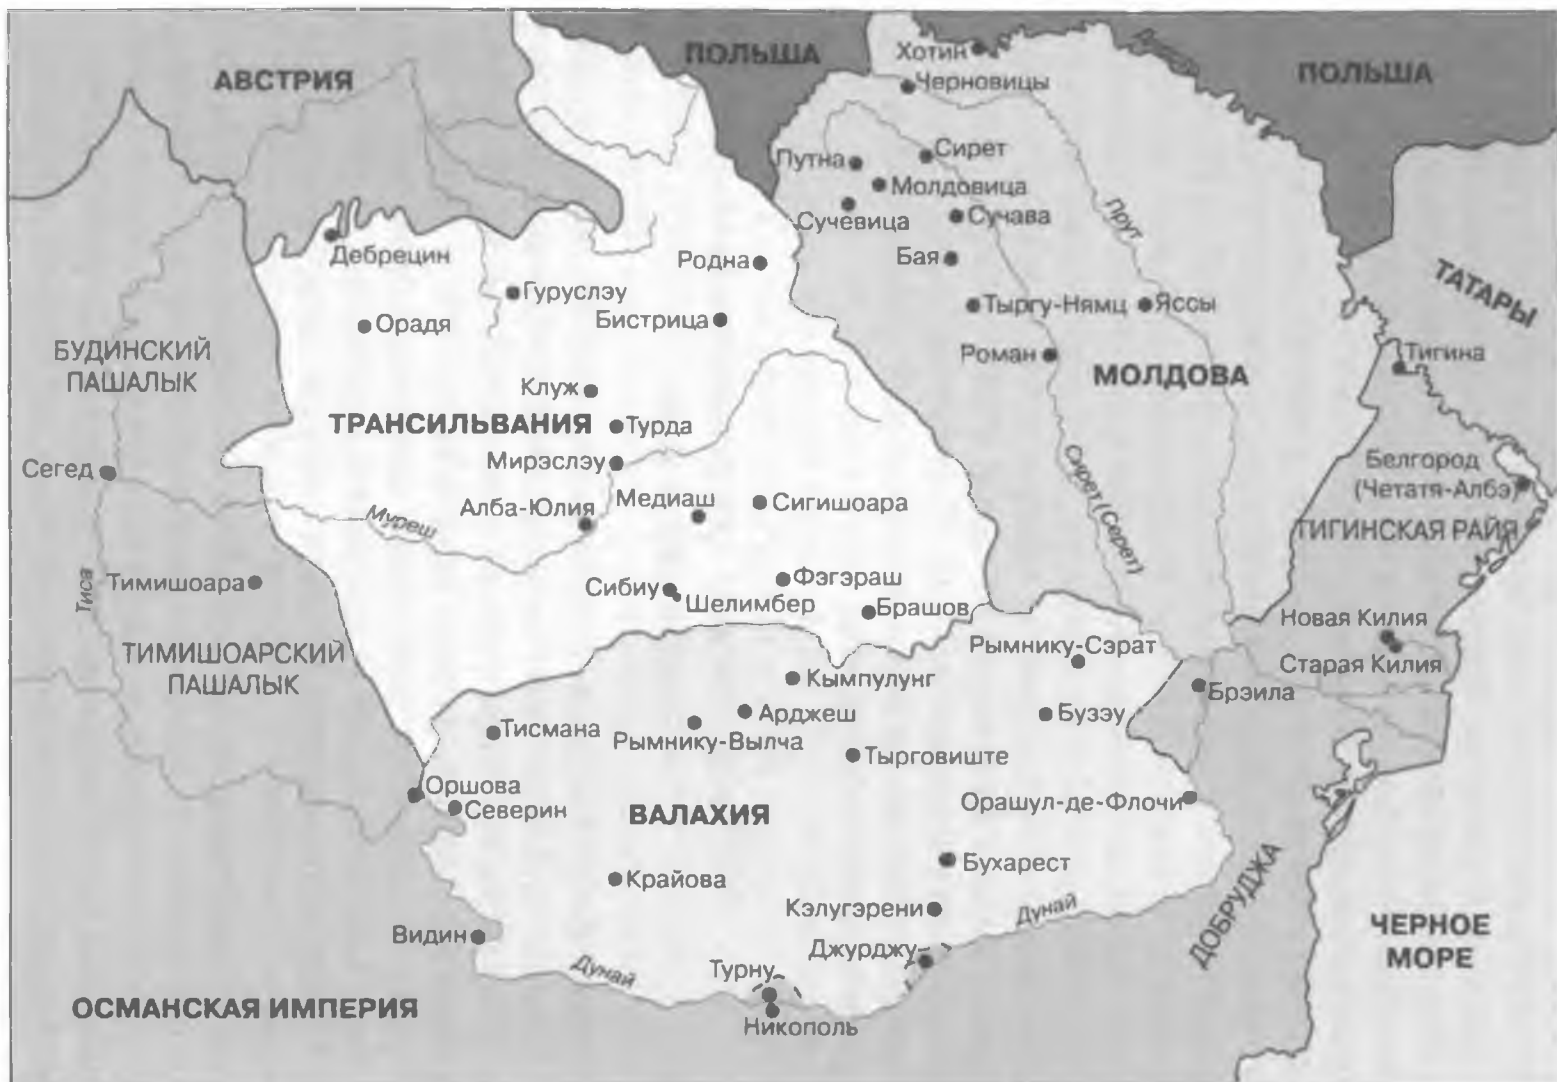 АВСТРИЯ
ПОЛЬША
ПОЛЬША
Хотин
Черновицы
Путна
Сирет
Молдовица
Сучевица
Сучава
Прут
Дебрецин
Родна
Бая
ТАТАРЫ
Гуруслэу
Орадя
Бистрица
Тыргу-Нямц
Яссы
БУДИНСКИЙ
ПАШАЛЫК
Роман
МОЛДОВА
Тигина
Клуж
ТРАНСИЛЬВАНИЯ
Турда
Сегед
Мирэслэу
Белгород
(Четатя-Албэ)
Алба-Юлия
Медиаш
Сигишоара
Муреш
Сирет (Серет)
ТИГИНСКАЯ РАЙЯ
Тиса
Тимишоара
Сибиу
Шелимбер
Фэгэраш
Брашов
Новая Килия
Старая Килия
ТИМИШОАРСКИЙ
ПАШАЛЫК
Рымнику-Сэрат
Кымпулунг
Брэила
Тисмана
Арджеш
Рымнику-Вылча
Бузэу
Тырговиште
Оршова
Северин
ВАЛАХИЯ
Орашул-де-Флочи
Бухарест
Крайова
Кэлугэрени
Дунай
ДОБРУДЖА
Видин
Джурджу
ЧЕРНОЕ
МОРЕ
Дунай
Турну
ОСМАНСКАЯ ИМПЕРИЯ
Никополь